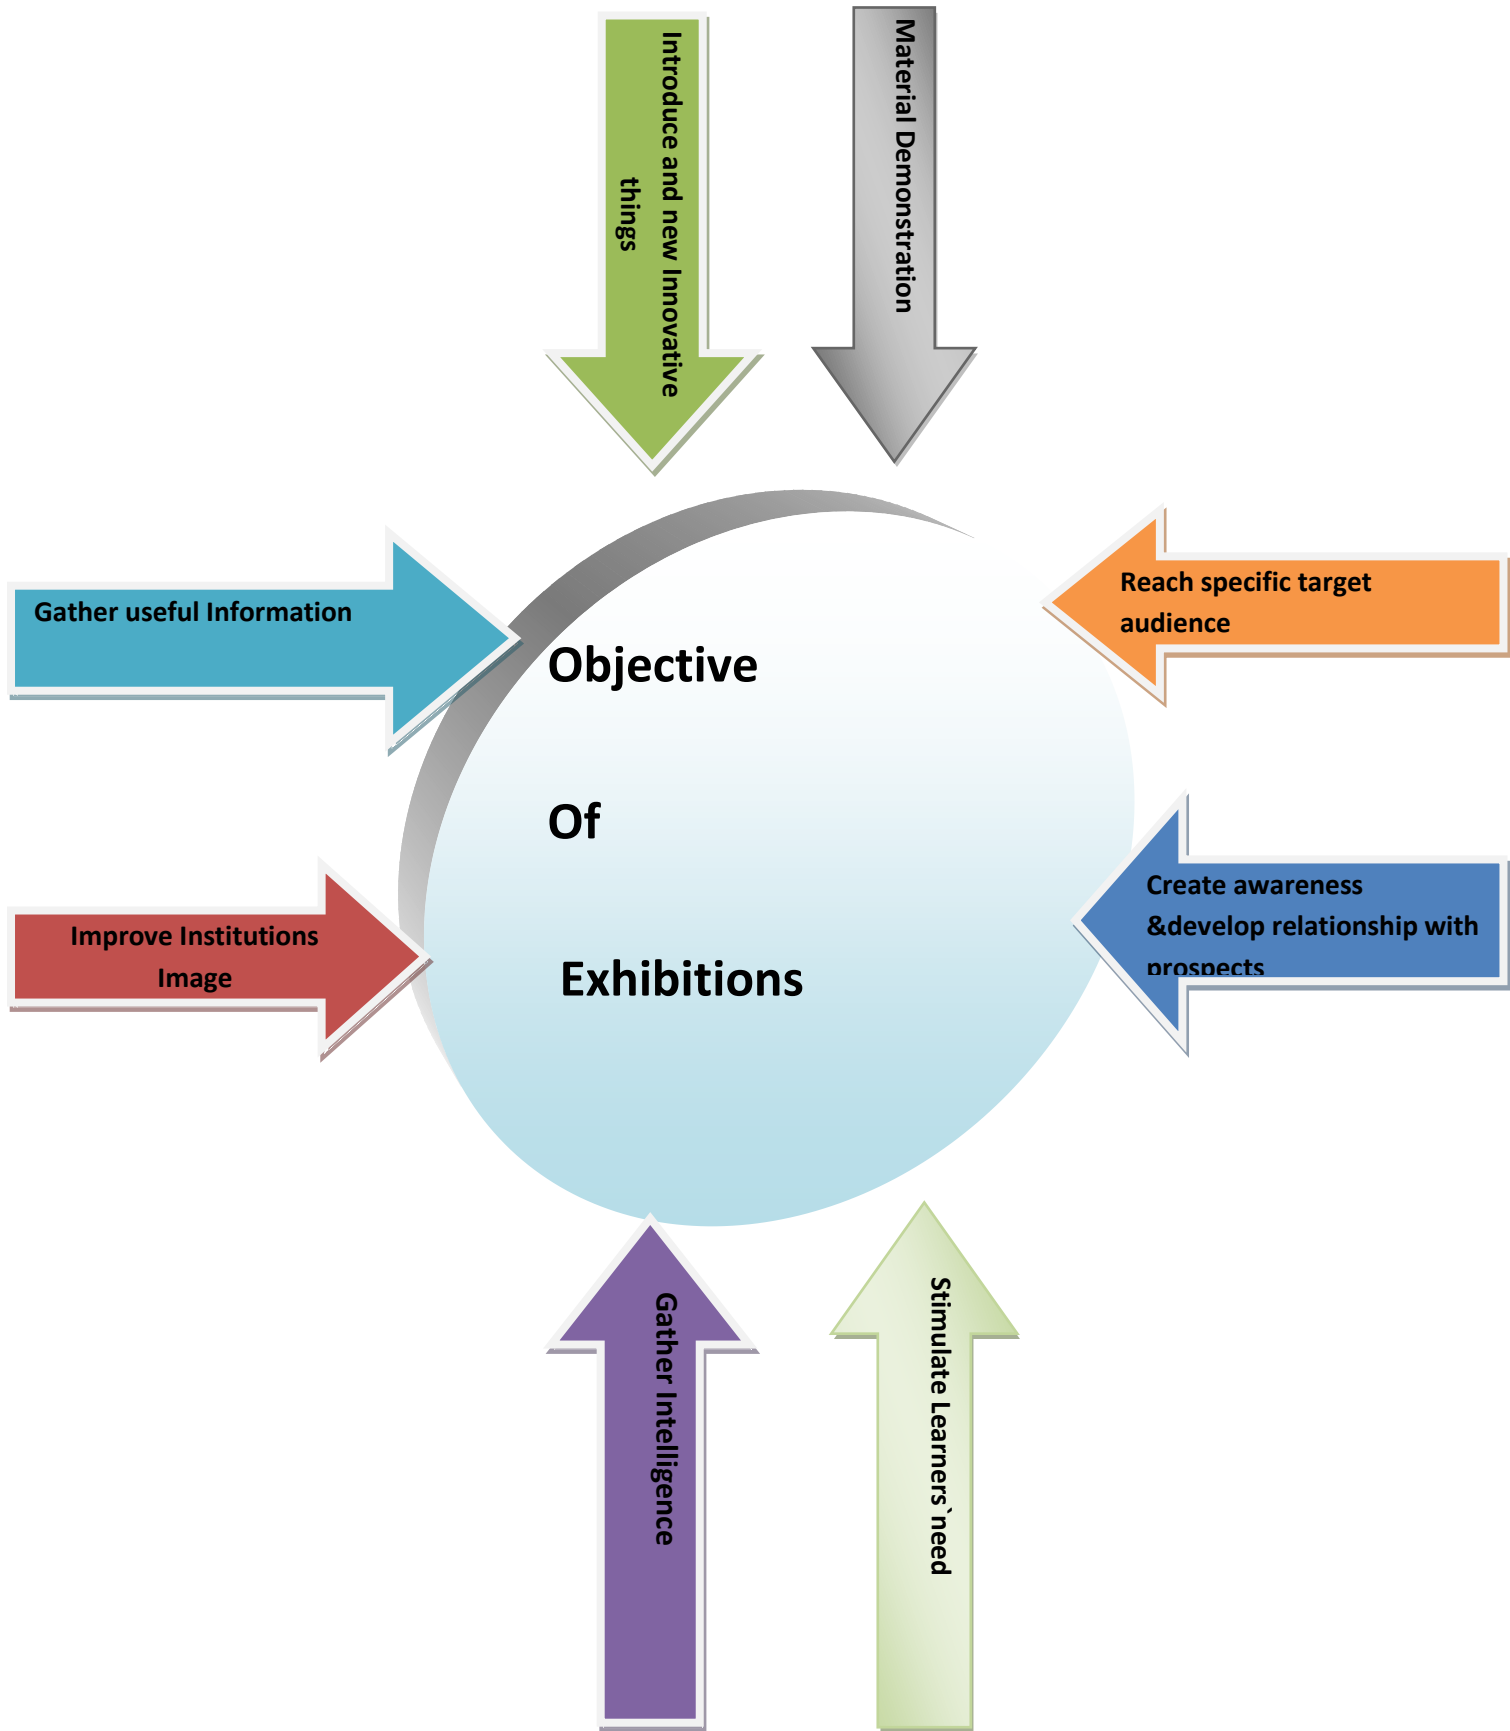 Introduce and new Innovative
things
Material Demonstration
Gather useful Information
Reach specific target
audience
Objective
Of
Exhibitions
Create awareness
&develop relationship with
prospects
Improve Institutions
Image
Gather Intelligence
Stimulate Learners`need